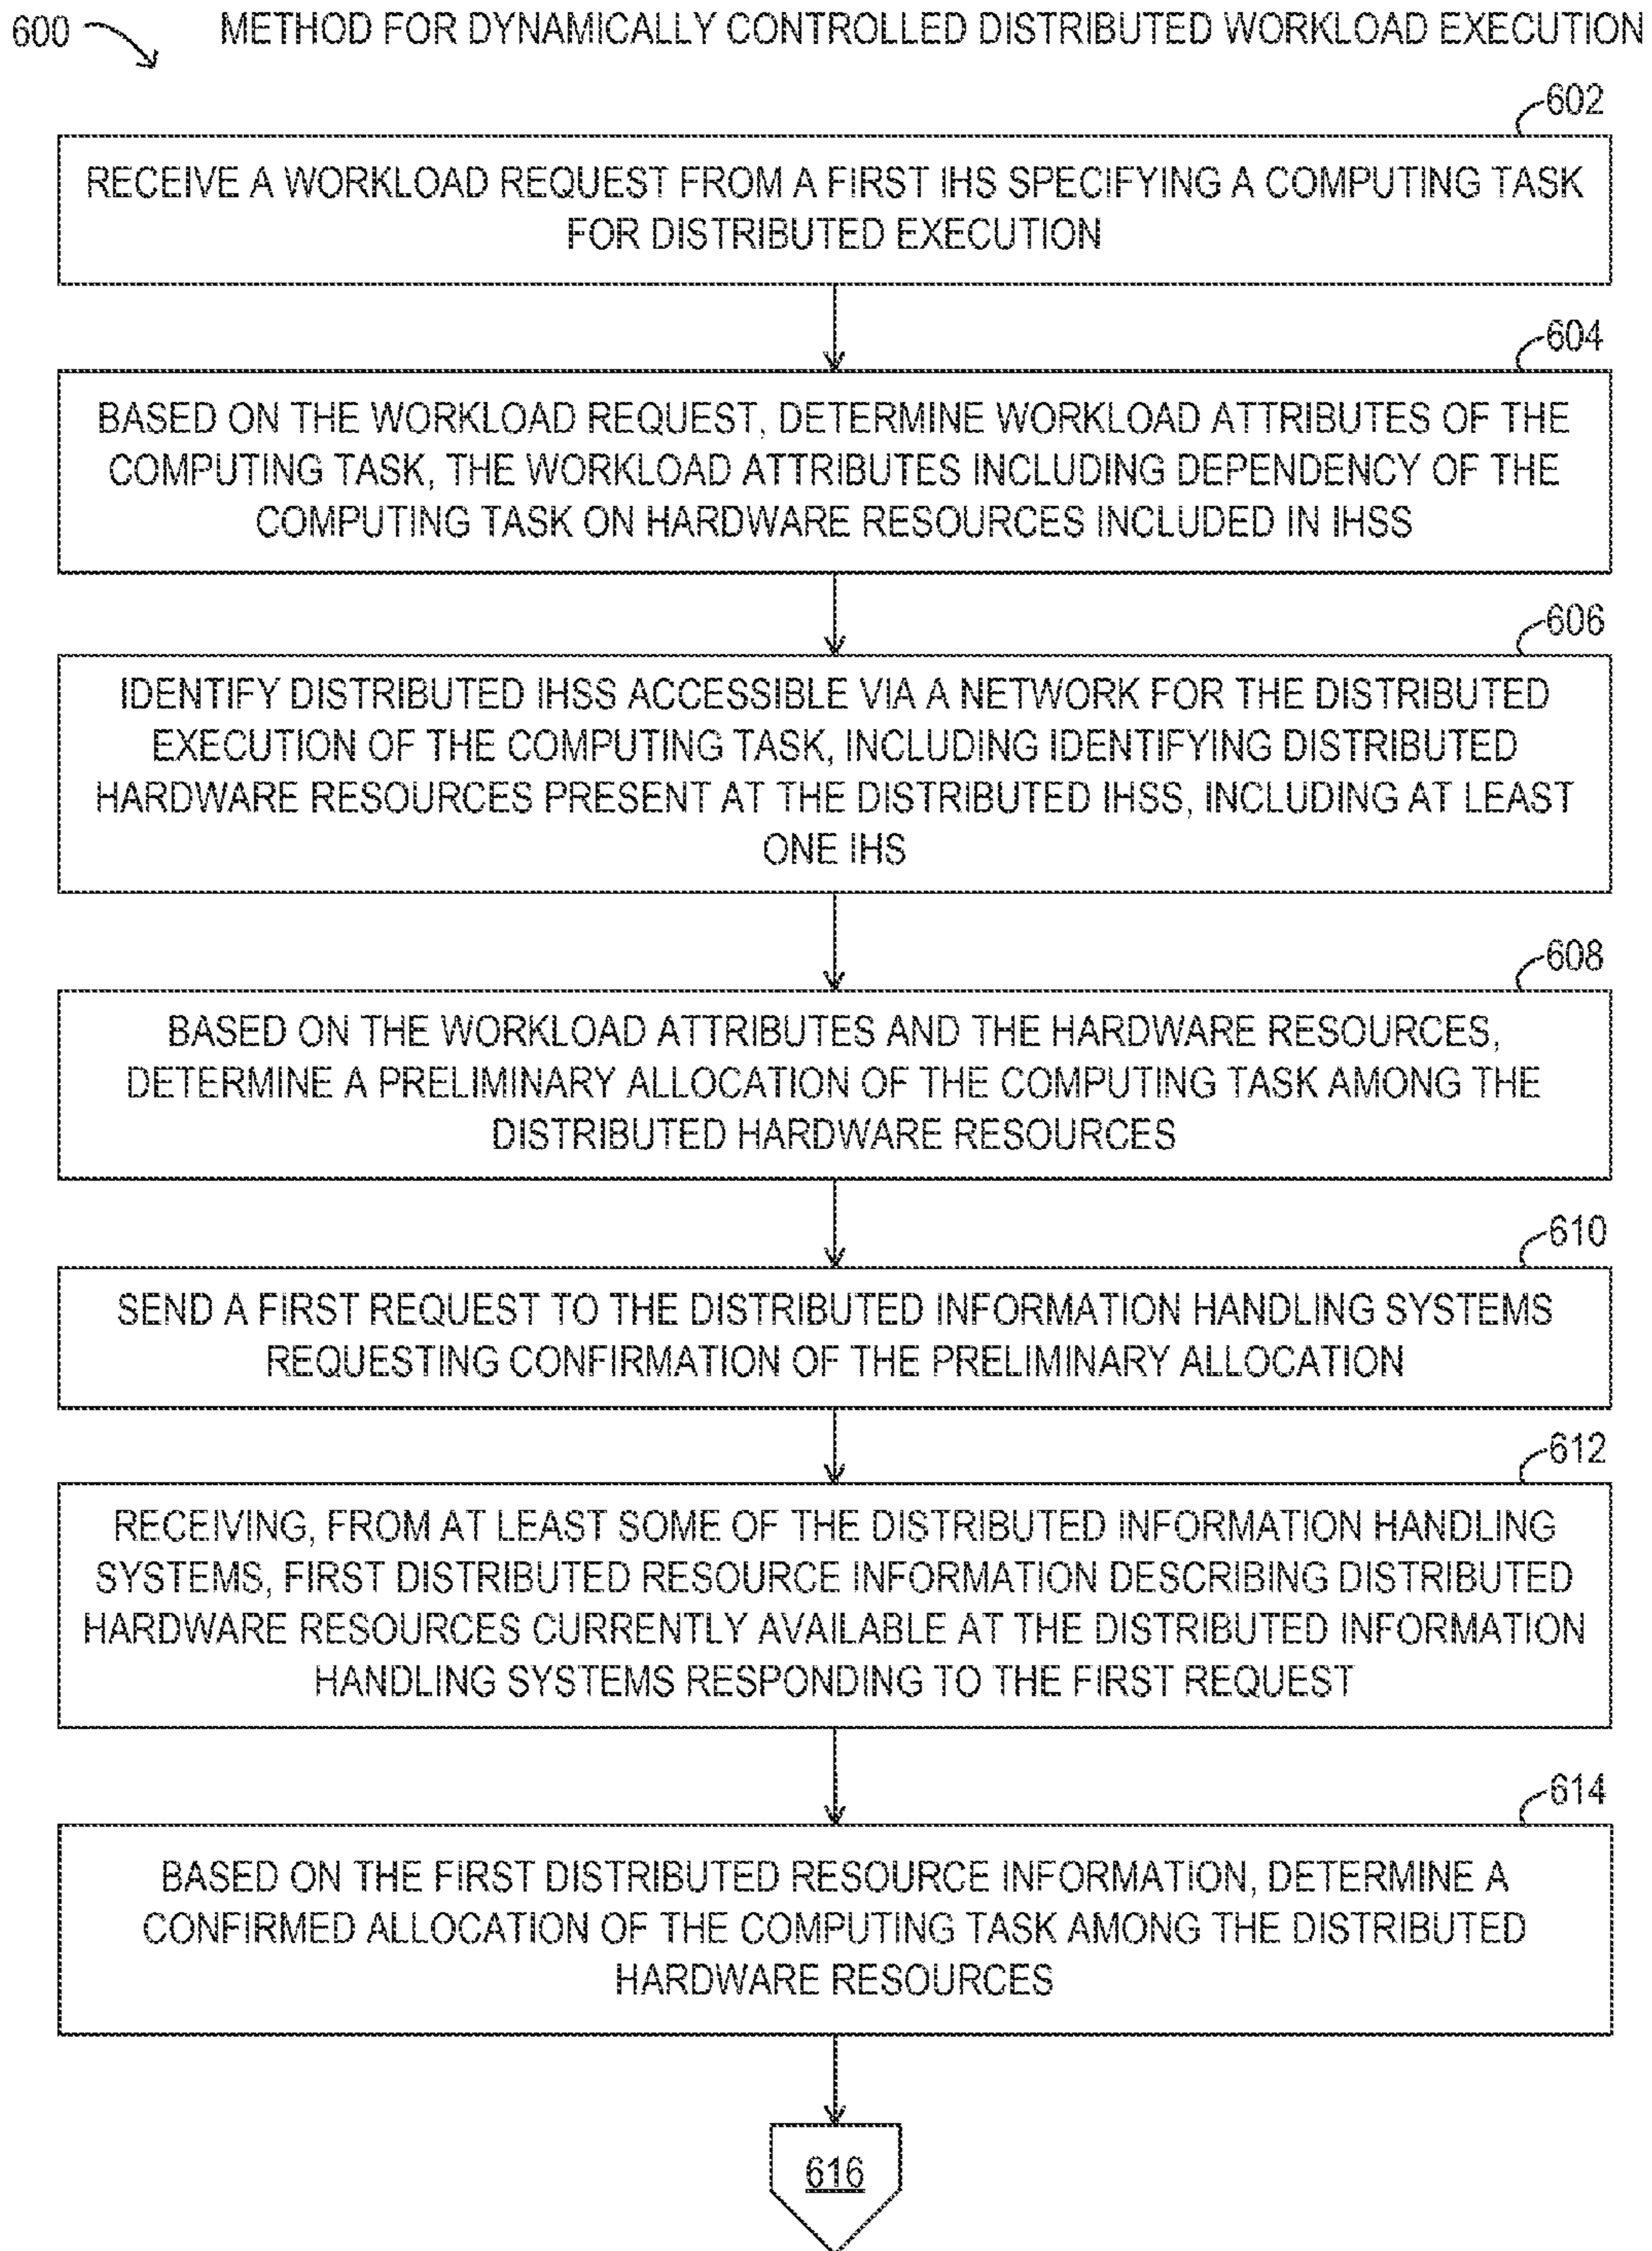 600 METHOD FOR DYNAMICALLY CONTROLLED DISTRIBUTED WORKLOAD EXECUTION
602
RECEIVE A WORKLOAD REQUEST FROM A FIRST IHS SPECIFYING A COMPUTING TASK
FOR DISTRIBUTED EXECUTION
604
BASED ON THE WORKLOAD REQUEST, DETERMINE WORKLOAD ATTRIBUTES OF THE
COMPUTING TASK, THE WORKLOAD ATTRIBUTES INCLUDING DEPENDENCY OF THE
COMPUTING TASK ON HARDWARE RESOURCES INCLUDED IN IHSS
606
IDENTIFY DISTRIBUTED IHSS ACCESSIBLE VIA A NETWORK FOR THE DISTRIBUTED
EXECUTION OF THE COMPUTING TASK, INCLUDING IDENTIFYING DISTRIBUTED
HARDWARE RESOURCES PRESENT AT THE DISTRIBUTED IHSS, INCLUDING AT LEAST
ONE IHS
608
BASED ON THE WORKLOAD ATTRIBUTES AND THE HARDWARE RESOURCES,
DETERMINE A PRELIMINARY ALLOCATION OF THE COMPUTING TASK AMONG THE
DISTRIBUTED HARDWARE RESOURCES
610
SEND A FIRST REQUEST TO THE DISTRIBUTED INFORMATION HANDLING SYSTEMS
REQUESTING CONFIRMATION OF THE PRELIMINARY ALLOCATION
612
RECEIVING, FROM AT LEAST SOME OF THE DISTRIBUTED INFORMATION HANDLING
SYSTEMS, FIRST DISTRIBUTED RESOURCE INFORMATION DESCRIBING DISTRIBUTED
HARDWARE RESOURCES CURRENTLY AVAILABLE AT THE DISTRIBUTED INFORMATION
HANDLING SYSTEMS RESPONDING TO THE FIRST REQUEST
614
BASED ON THE FIRST DISTRIBUTED RESOURCE INFORMATION, DETERMINE A
CONFIRMED ALLOCATION OF THE COMPUTING TASK AMONG THE DISTRIBUTED
HARDWARE RESOURCES
616